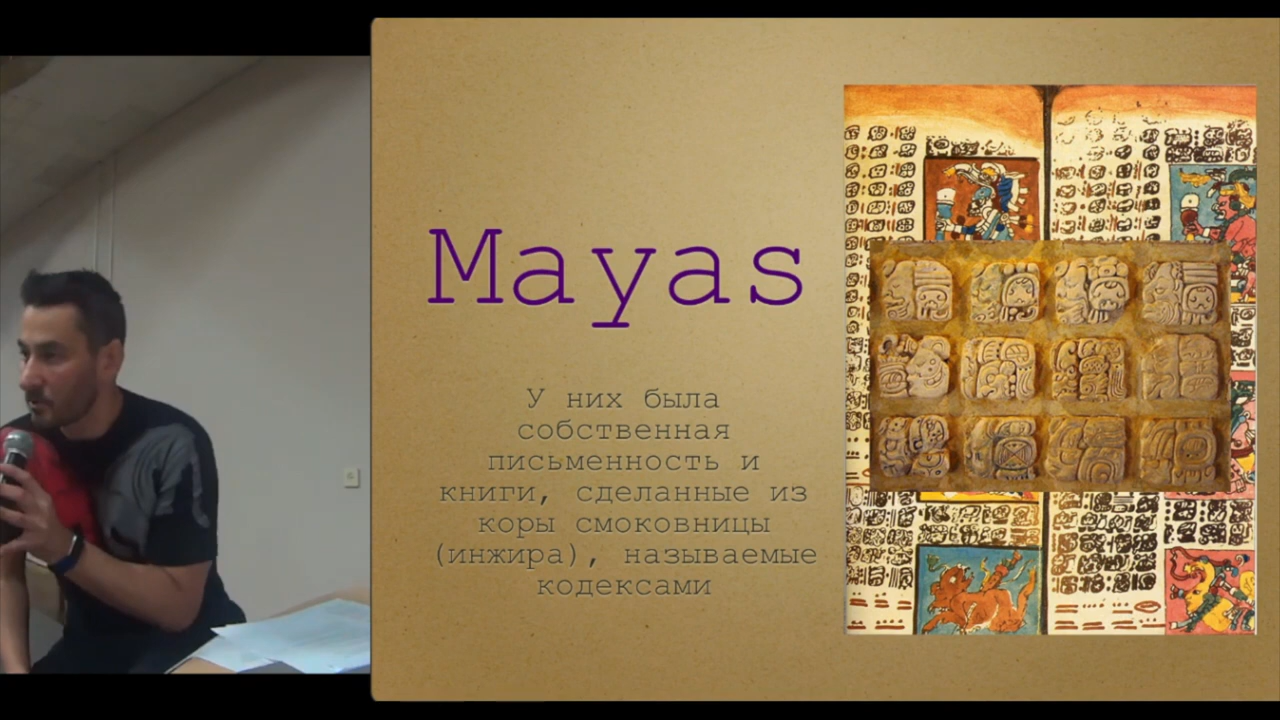 Mayas
У них была
собственная
письменность и
книги, сделанные из
коры смоковницы
(инжира), называемые
кодексами